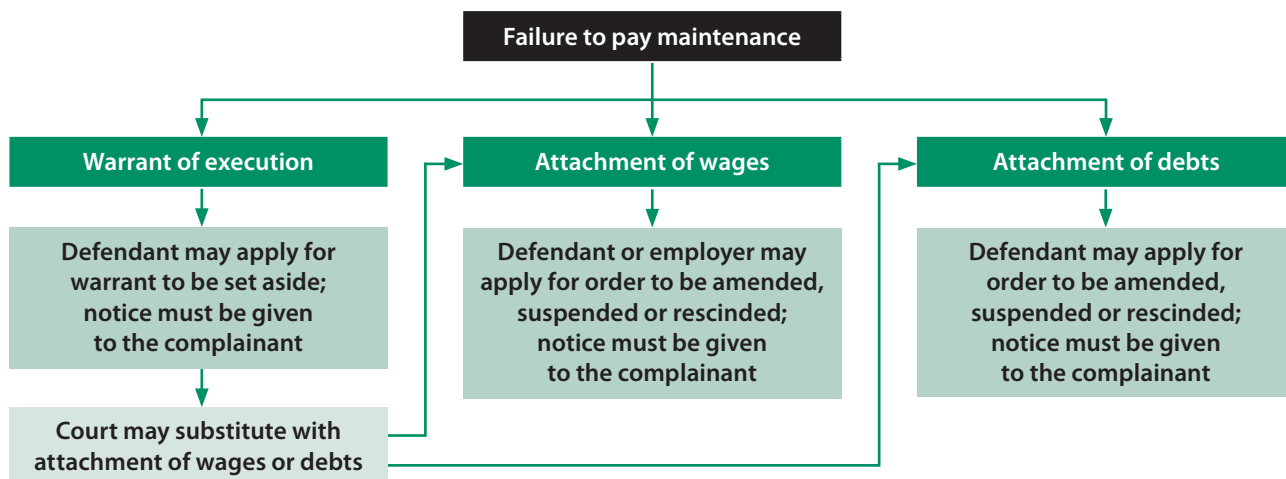 Failure to pay maintenance
Warrant of execution
Attachment of wages
Attachment of debts
Defendant may apply for
warrant to be set aside;
notice must be given
to the complainant
Defendant or employer may
apply for order to be amended,
suspended or rescinded;
notice must be given
to the complainant
Defendant may apply for
order to be amended,
suspended or rescinded;
notice must be given
to the complainant
Court may substitute with
attachment of wages or debts